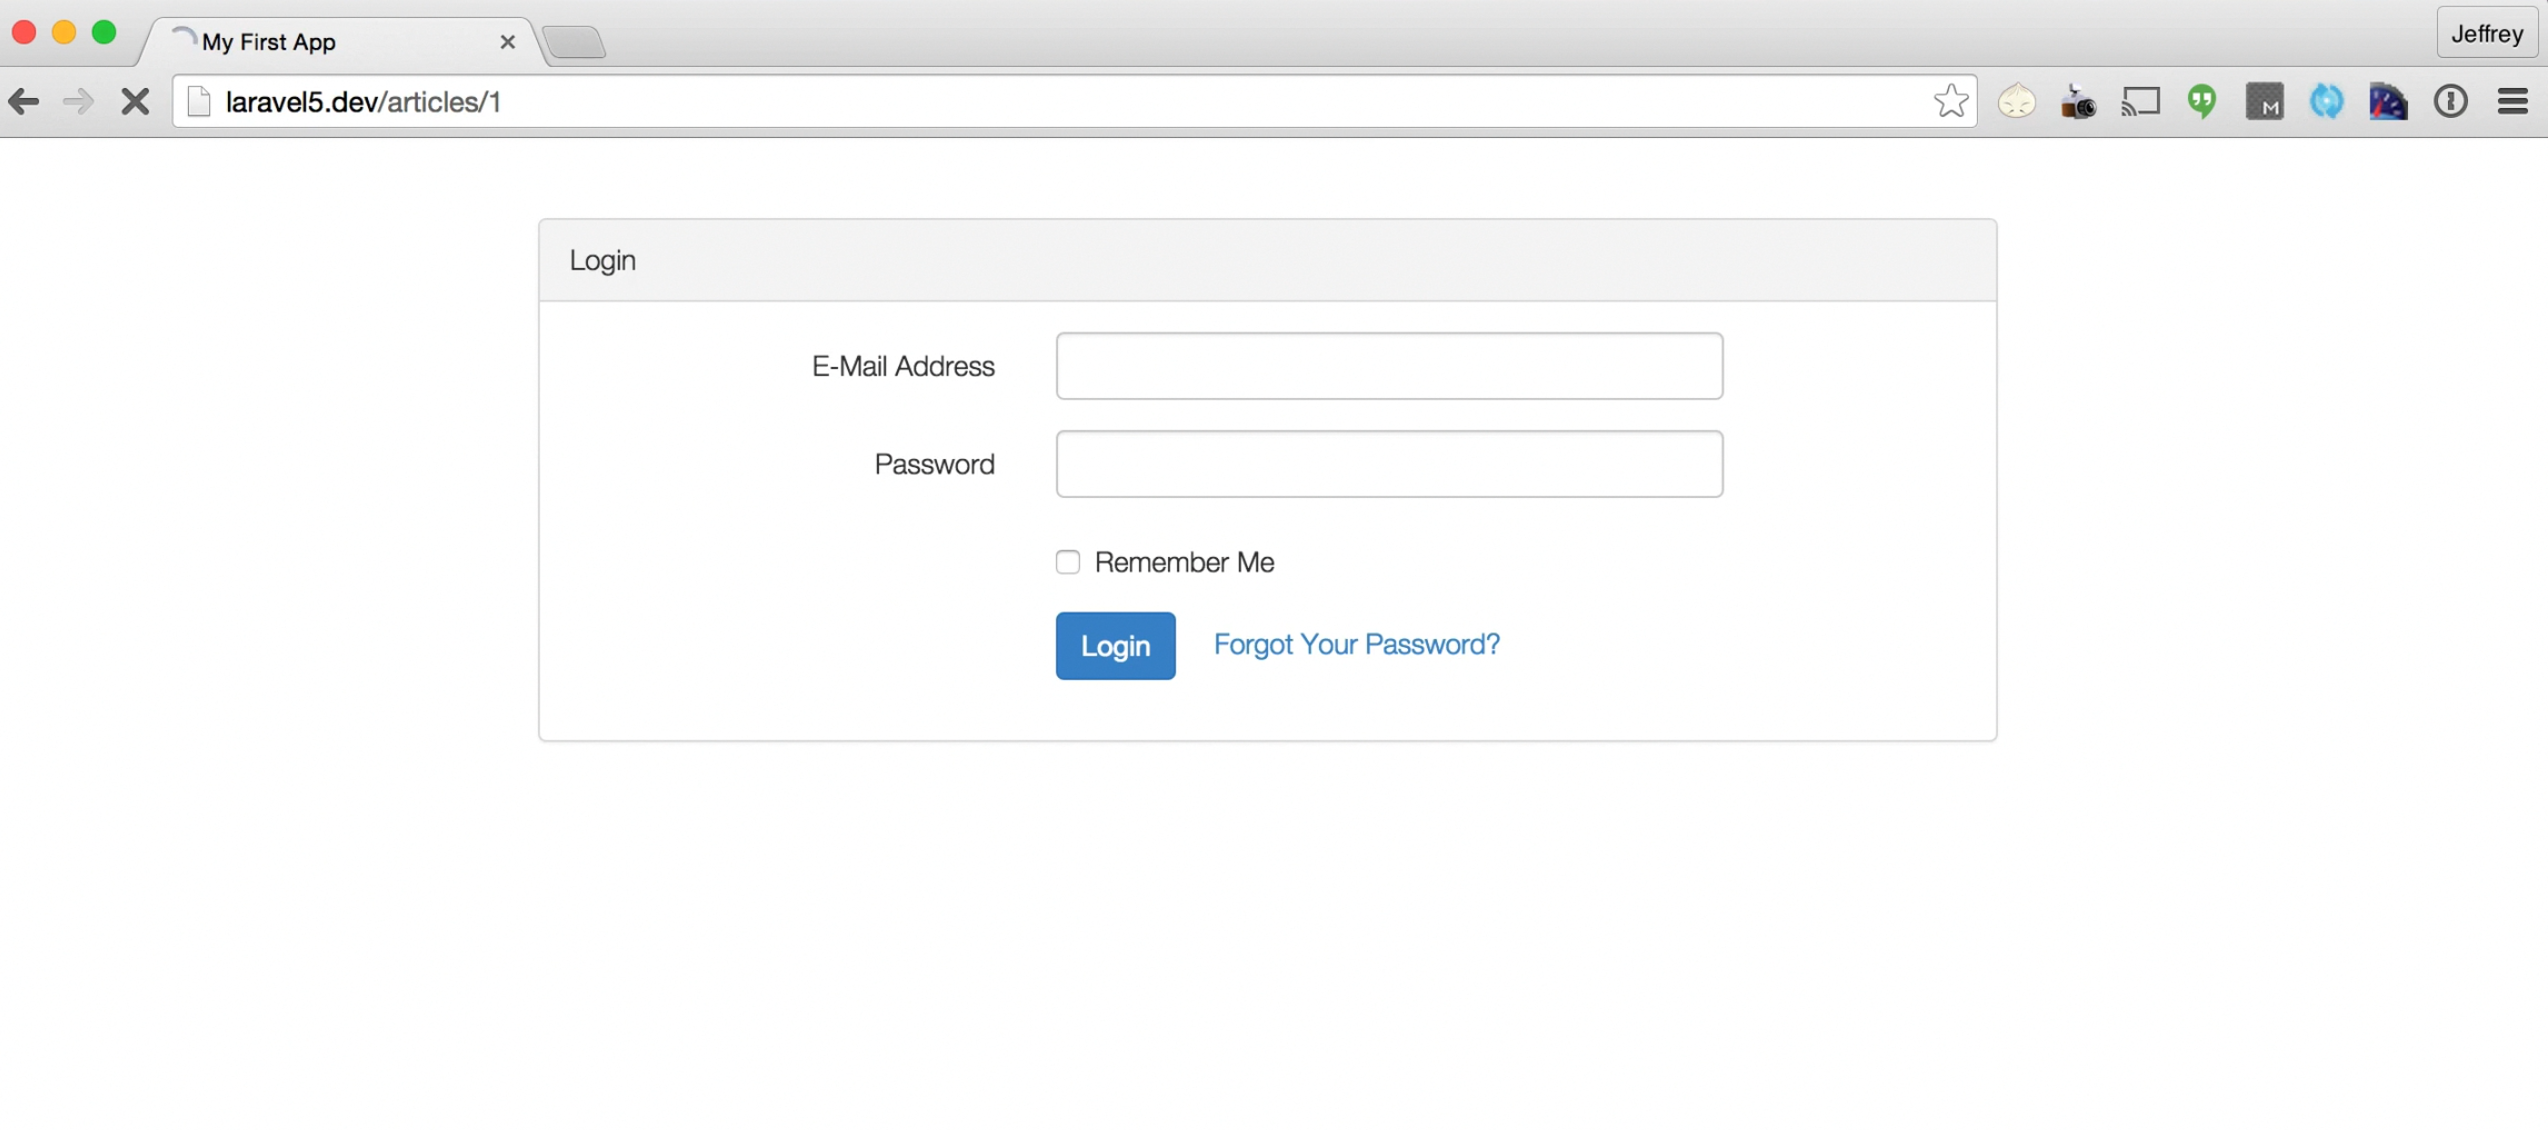 My First App
Jeffrey
laravel5.dev/articles/1
Login
E-Mail Address
Password
Remember Me
Login Forgot Your Password?